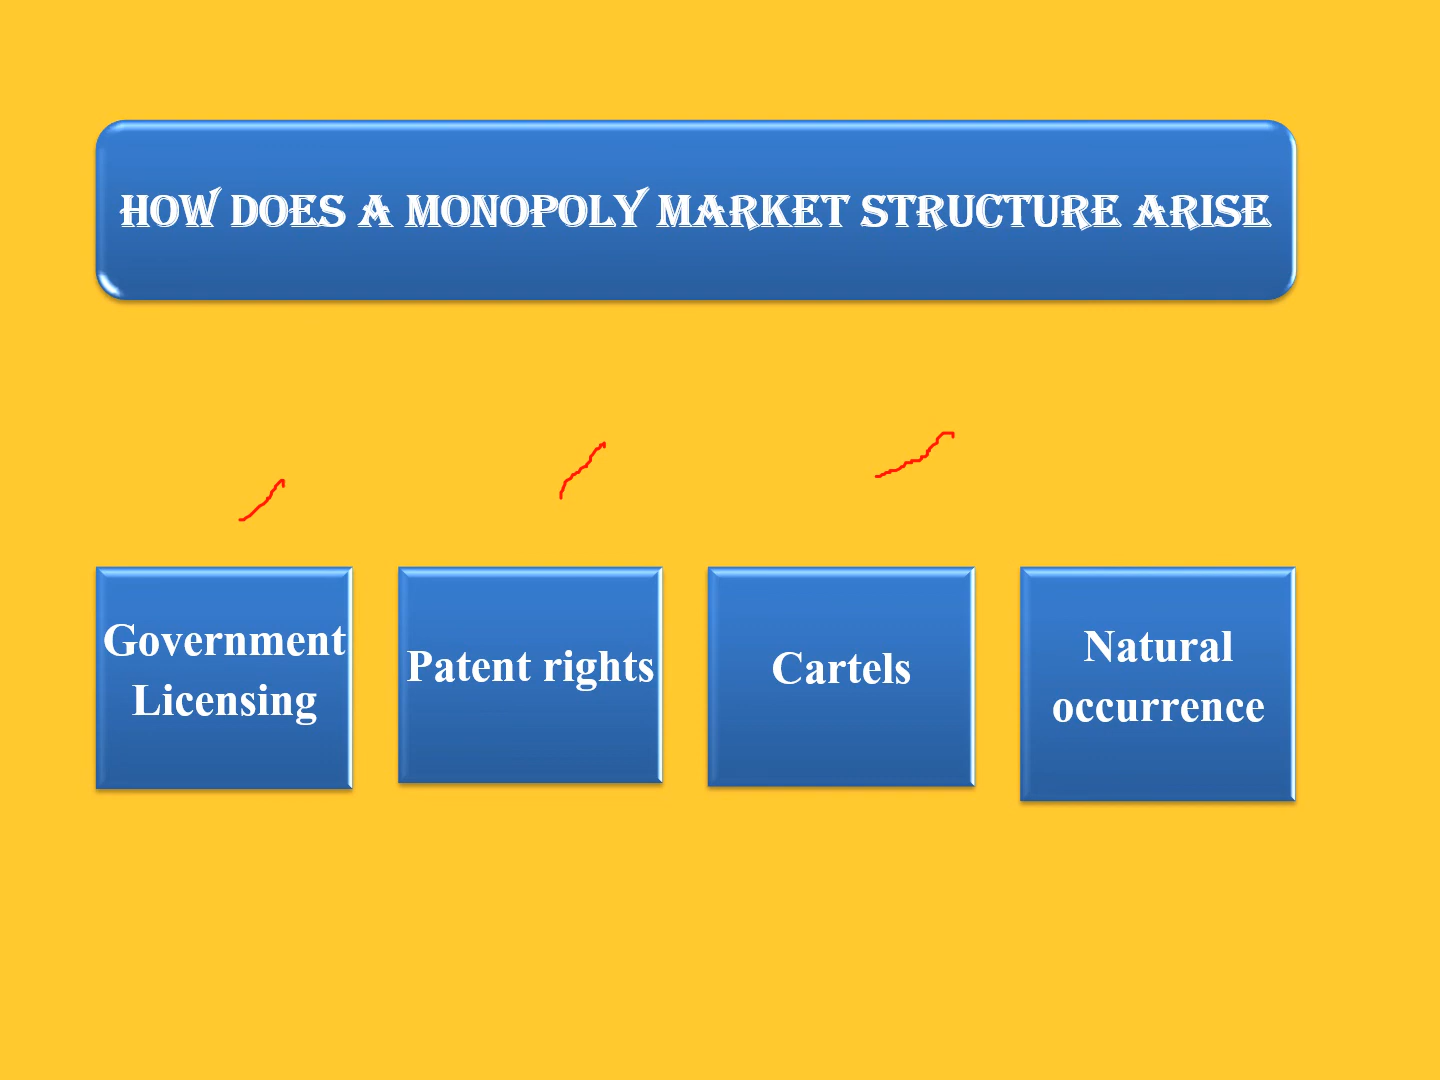 HOW DOES A MONOPOLY MARKET STRUCTURE ARISE
Government
Licensing
Patent rights
Cartels
Natural
occurrence